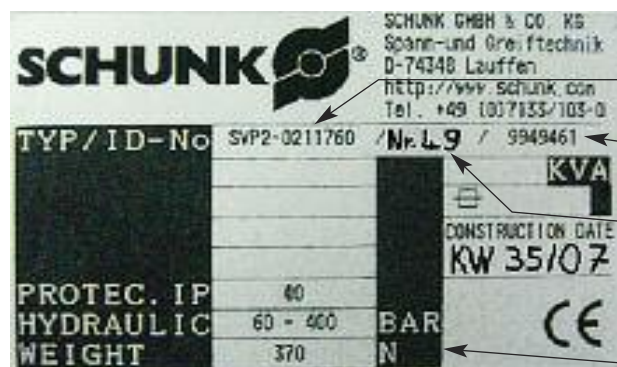 SCHUNK GMBH & CO. KG
Spann-und Greiftechnik
D-74348 Lauffen
http://www.schunk.com
Tel. +49 (0)7133/103-0
SCHUNK®
TYP/ID-No SVP2-0211760 /Nr.49 / 9949461
KVA
CONSTRUCTION DATE
KW 35/07
PROTEC. IP 40
HYDRAULIC 60 - 400 BAR
WEIGHT 370 N
CE